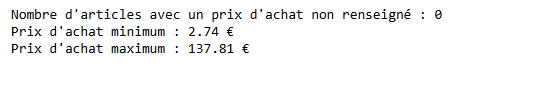 Nombre d'articles avec un prix d'achat non renseigné : 0
Prix d'achat minimum : 2.74 €
Prix d'achat maximum : 137.81 €